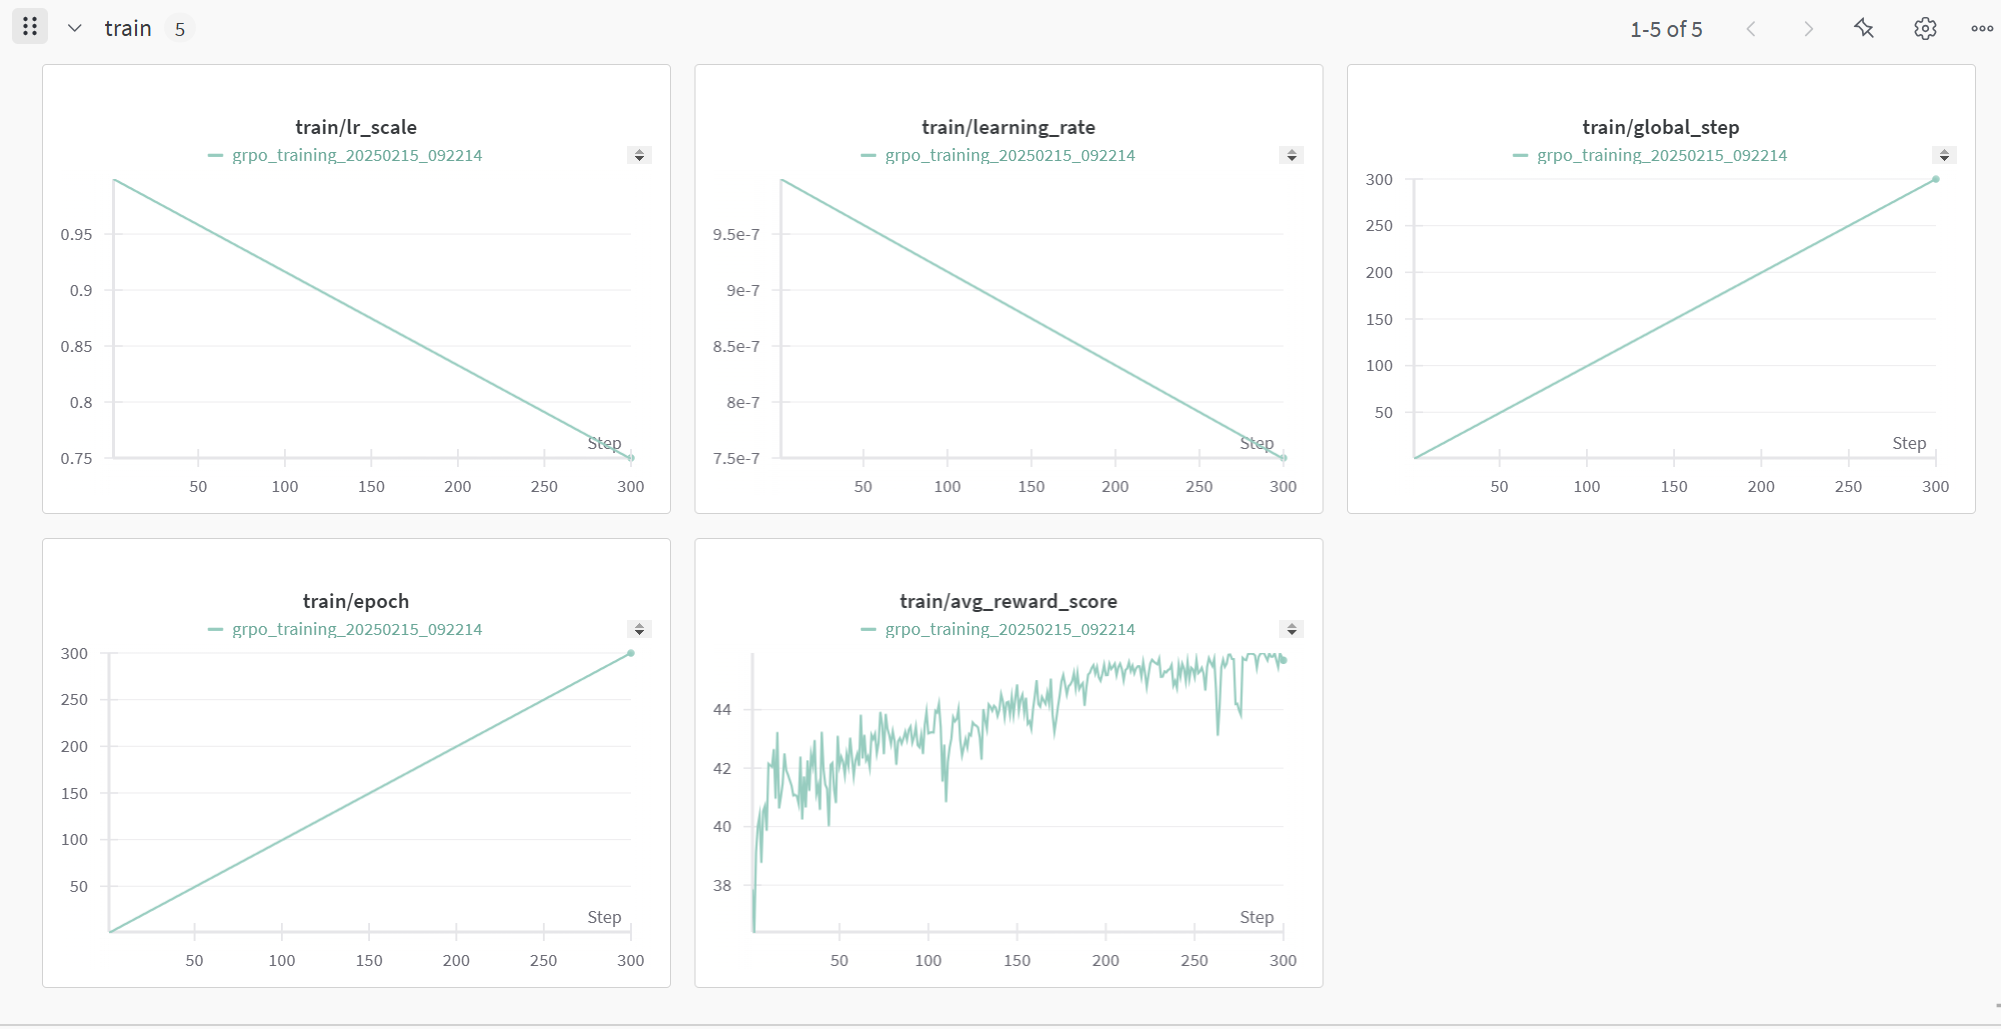 train 5
1-5 of 5
train/lr_scale
grpo_training_20250215_092214
0.95
0.9
0.85
0.8
0.75
Step
50 100 150 200 250 300
train/learning_rate
grpo_training_20250215_092214
9.5e-7
9e-7
8.5e-7
8e-7
7.5e-7
Step
50 100 150 200 250 300
train/global_step
grpo_training_20250215_092214
300
250
200
150
100
50
Step
50 100 150 200 250 300
train/epoch
grpo_training_20250215_092214
300
250
200
150
100
50
Step
50 100 150 200 250 300
train/avg_reward_score
grpo_training_20250215_092214
44
42
40
38
Step
50 100 150 200 250 300